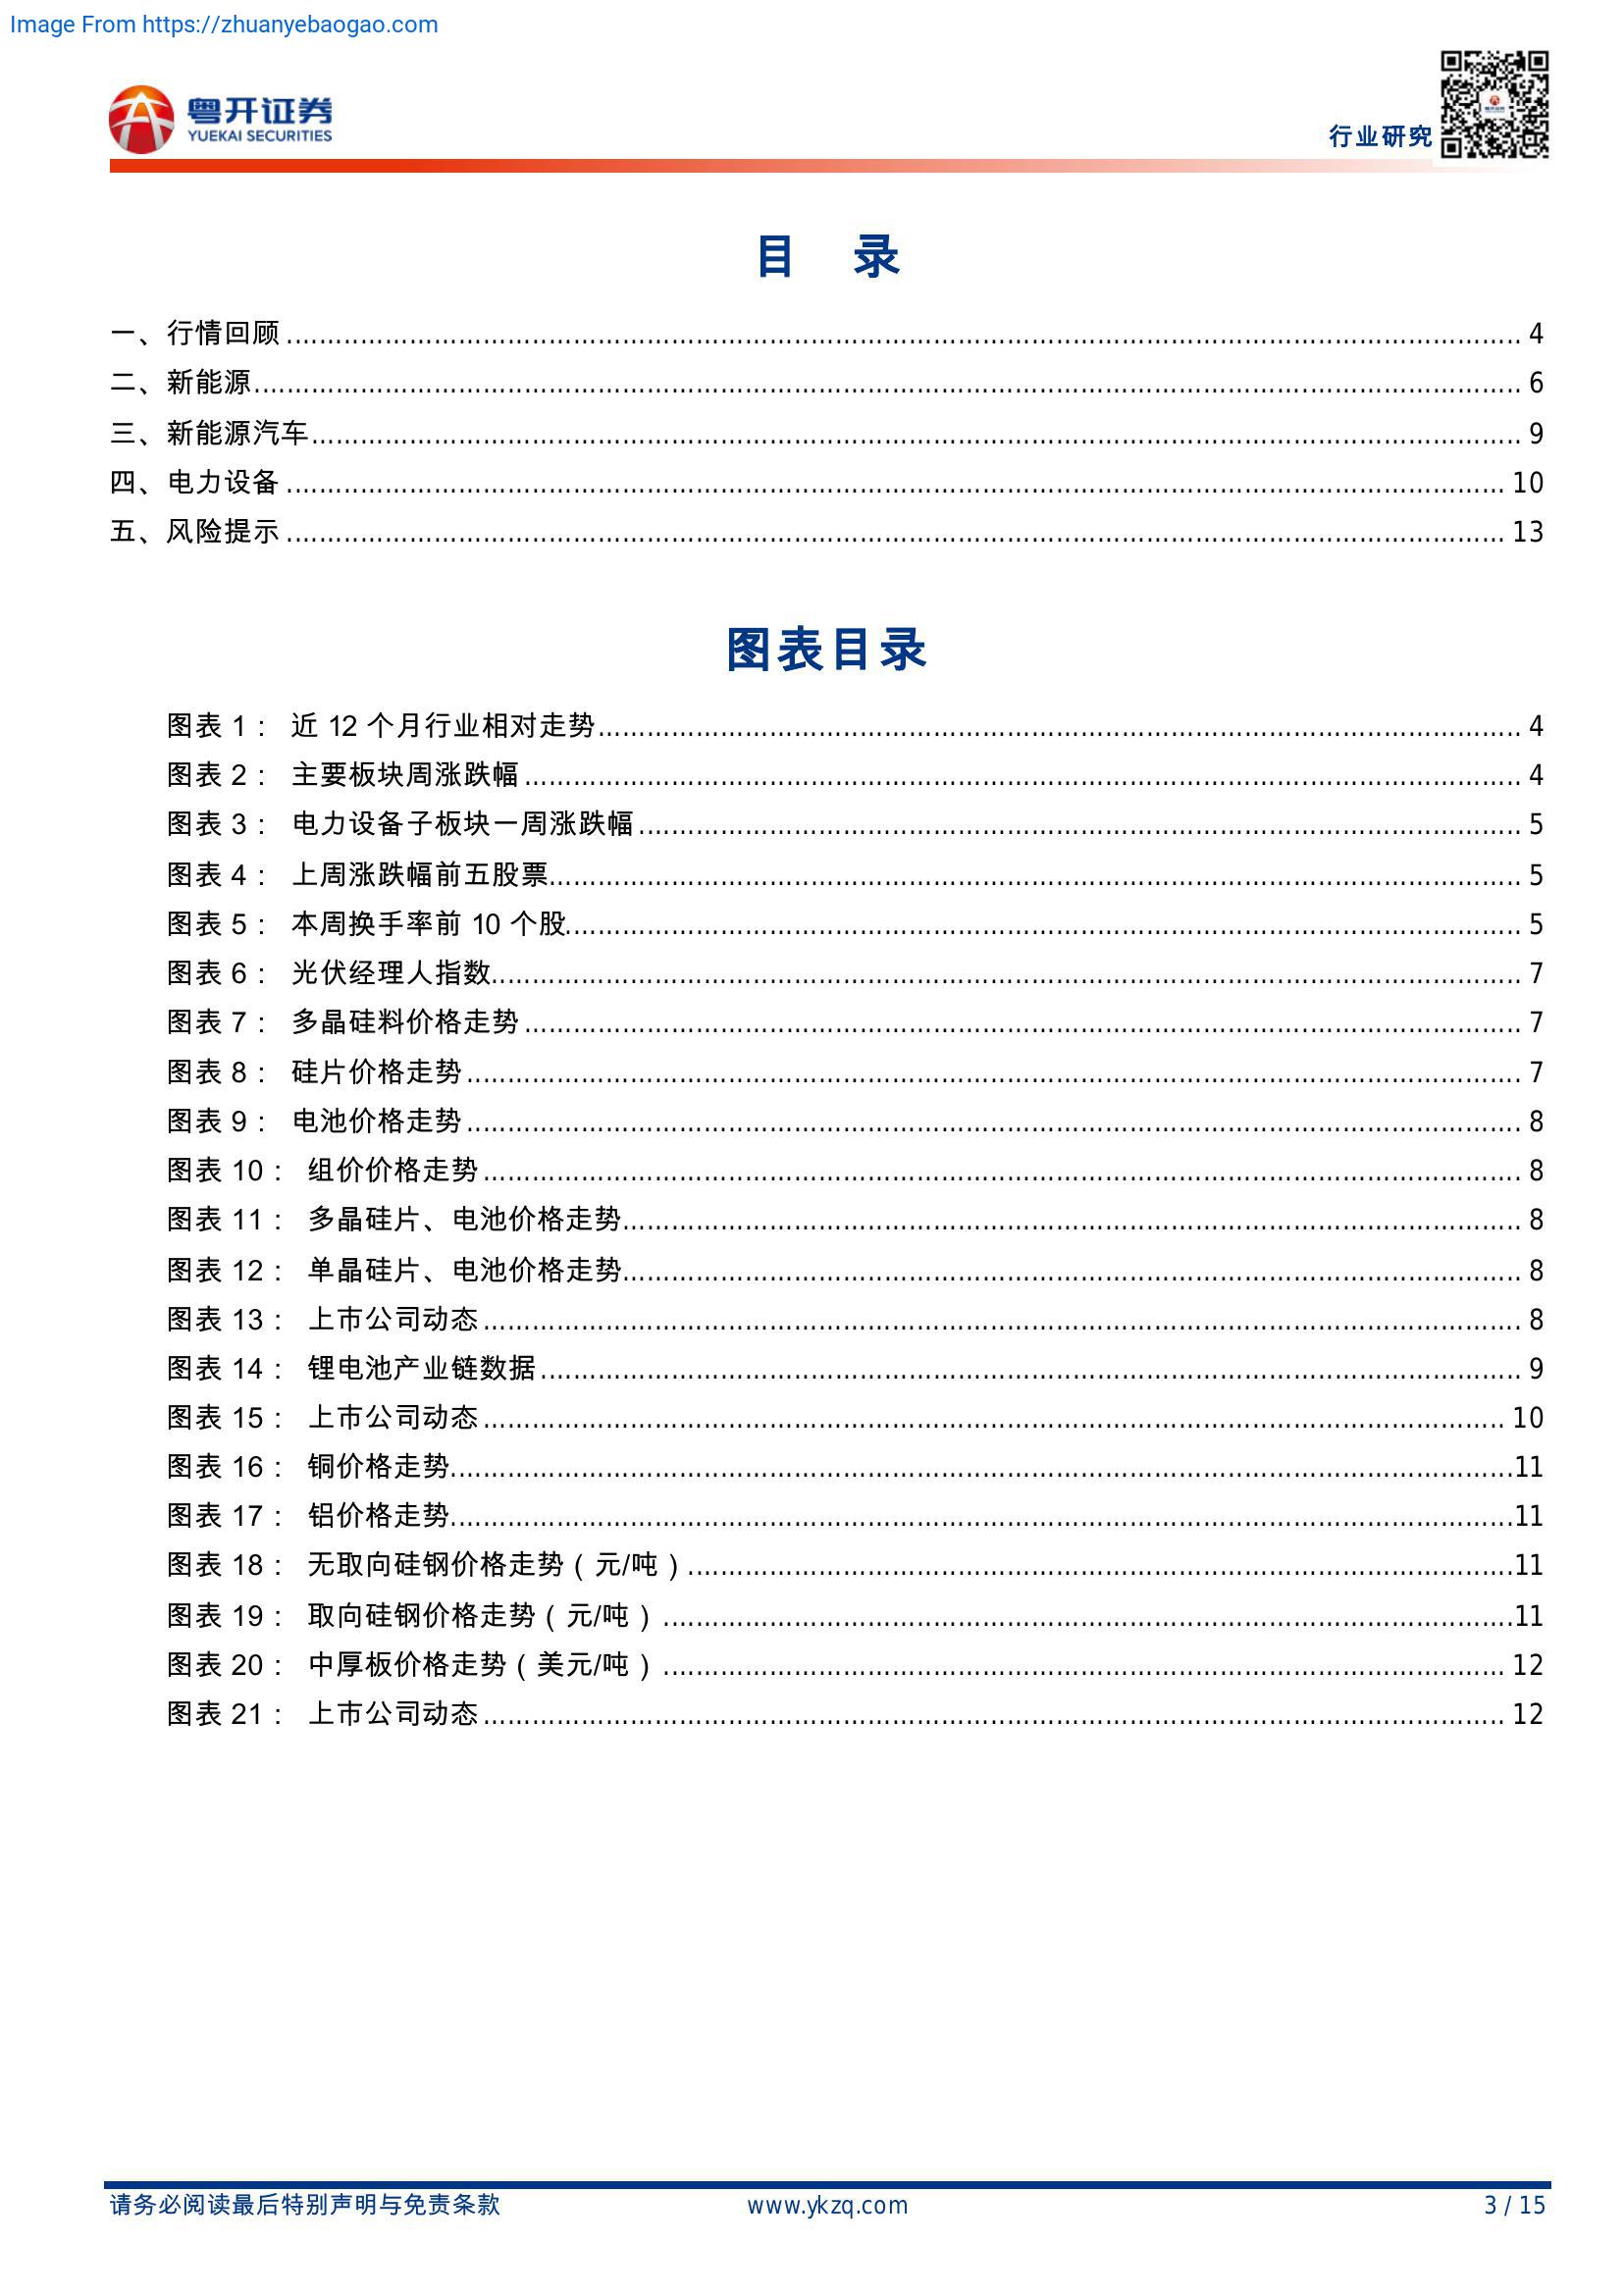 Image From https://zhuanyebaogao.com
粤开证券
YUEKAI SECURITIES
行业研究
目 录
一、行情回顾 4
二、新能源 6
三、新能源汽车 9
四、电力设备 10
五、风险提示 13
图表目录
图表 1： 近 12 个月行业相对走势 4
图表 2： 主要板块周涨跌幅 4
图表 3： 电力设备子板块一周涨跌幅 5
图表 4： 上周涨跌幅前五股票 5
图表 5： 本周换手率前 10 个股 5
图表 6： 光伏经理人指数 7
图表 7： 多晶硅料价格走势 7
图表 8： 硅片价格走势 7
图表 9： 电池价格走势 8
图表 10： 组价价格走势 8
图表 11： 多晶硅片、电池价格走势 8
图表 12： 单晶硅片、电池价格走势 8
图表 13： 上市公司动态 8
图表 14： 锂电池产业链数据 9
图表 15： 上市公司动态 10
图表 16： 铜价格走势 11
图表 17： 铝价格走势 11
图表 18： 无取向硅钢价格走势（元/吨） 11
图表 19： 取向硅钢价格走势（元/吨） 11
图表 20： 中厚板价格走势（美元/吨） 12
图表 21： 上市公司动态 12
请务必阅读最后特别声明与免责条款 www.ykzq.com 3 / 15